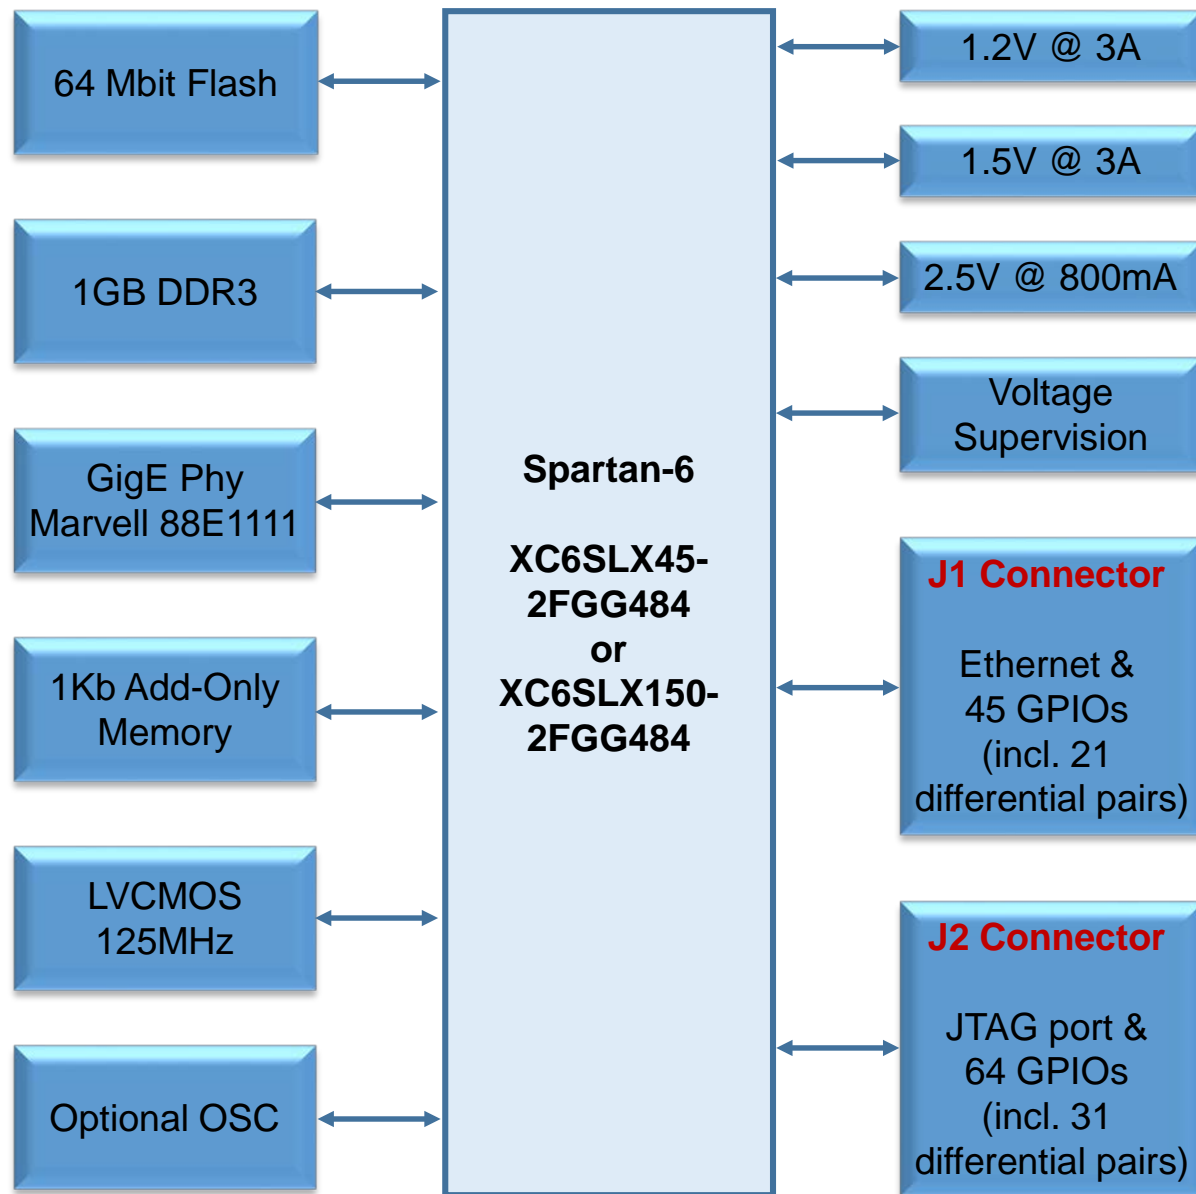 64 Mbit Flash
1GB DDR3
GigE Phy
Marvell 88E1111
1Kb Add-Only
Memory
LVCMOS
125MHz
Optional OSC
Spartan-6
XC6SLX45-
2FGG484
or
XC6SLX150-
2FGG484
1.2V @ 3A
1.5V @ 3A
2.5V @ 800mA
Voltage
Supervision
J1 Connector
Ethernet &
45 GPIOs
(incl. 21
differential pairs)
J2 Connector
JTAG port &
64 GPIOs
(incl. 31
differential pairs)